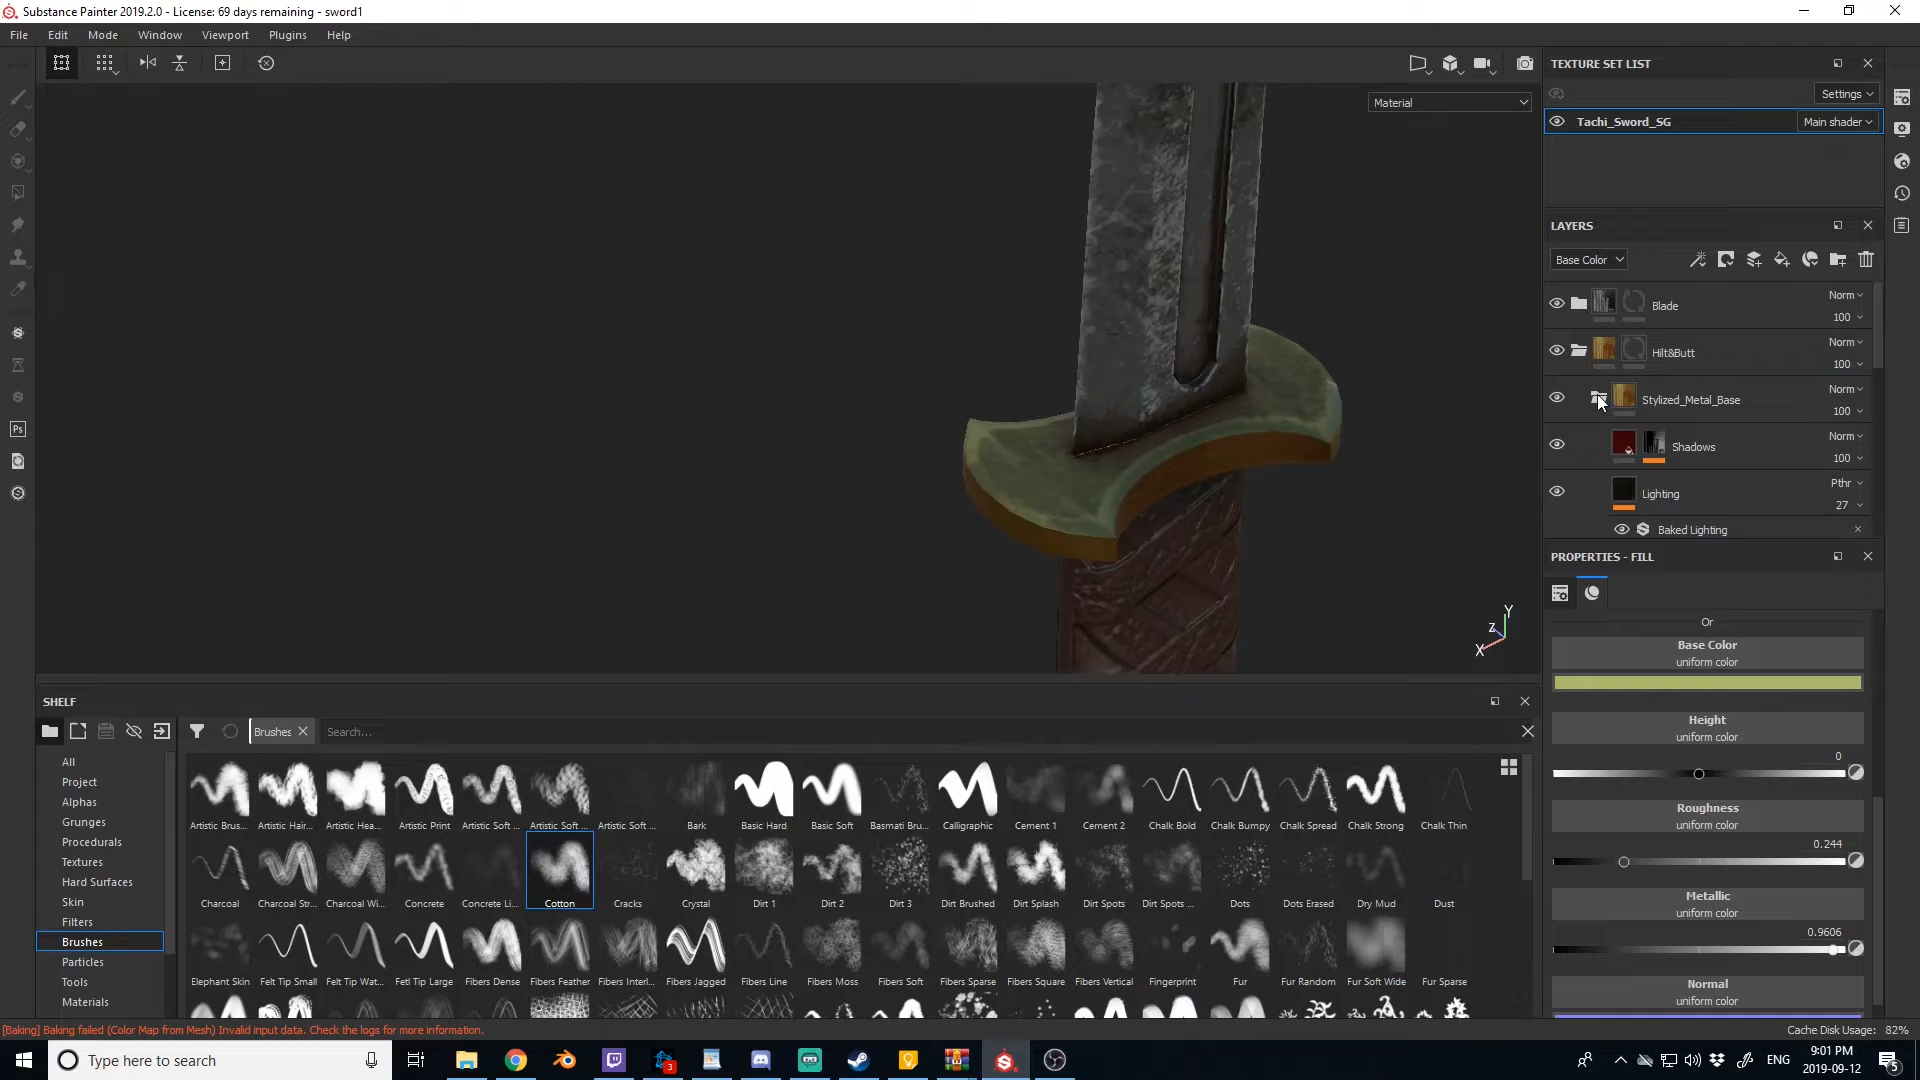 Substance Painter 2019.2.0 - License: 69 days remaining - sword1
File Edit Mode Window Viewport Plugins Help
Material
TEXTURE SET LIST
Settings
Tachi_Sword_SG Main shader
LAYERS
Base Color
Blade Norm 100
Hilt&Butt Norm 100
Stylized_Metal_Base Norm 100
Shadows Norm 100
Lighting Pthr 27
Baked Lighting
PROPERTIES - FILL
Or
Base Color
uniform color
Height
uniform color
0
Roughness
uniform color
0.244
Metallic
uniform color
0.9606
Normal
uniform color
Y
Z
X
SHELF
Brushes Search...
All
Project
Alphas
Grunges
Procedurals
Textures
Hard Surfaces
Skin
Filters
Brushes
Particles
Tools
Materials
Artistic Brus... Artistic Hair... Artistic Hea... Artistic Print Artistic Soft ... Artistic Soft ... Artistic Soft ... Bark Basic Hard Basic Soft Basmati Bru... Calligraphic Cement 1 Cement 2 Chalk Bold Chalk Bumpy Chalk Spread Chalk Strong Chalk Thin
Charcoal Charcoal Str... Charcoal Wi... Concrete Concrete Li... Cotton Cracks Crystal Dirt 1 Dirt 2 Dirt 3 Dirt Brushed Dirt Splash Dirt Spots Dirt Spots ... Dots Dots Erased Dry Mud Dust
Elephant Skin Felt Tip Small Felt Tip Wat... Fetl Tip Large Fibers Dense Fibers Feather Fibers Interl... Fibers Jagged Fibers Line Fibers Moss Fibers Soft Fibers Sparse Fibers Square Fibers Vertical Fingerprint Fur Fur Random Fur Soft Wide Fur Sparse
[Baking] Baking failed (Color Map from Mesh) Invalid input data. Check the logs for more information.
Cache Disk Usage: 82%
Type here to search
3
ENG
9:01 PM
2019-09-12
5
Ps